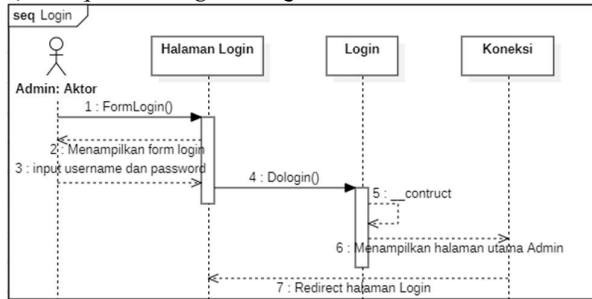 seq Login
Halaman Login
Login
Koneksi
Admin: Aktor
1 : FormLogin()
2 : Menampilkan form login
3 : input username dan password
4 : Dologin()
5 : __contruct
6 : Menampilkan halaman utama Admin
7 : Redirect halaman Login